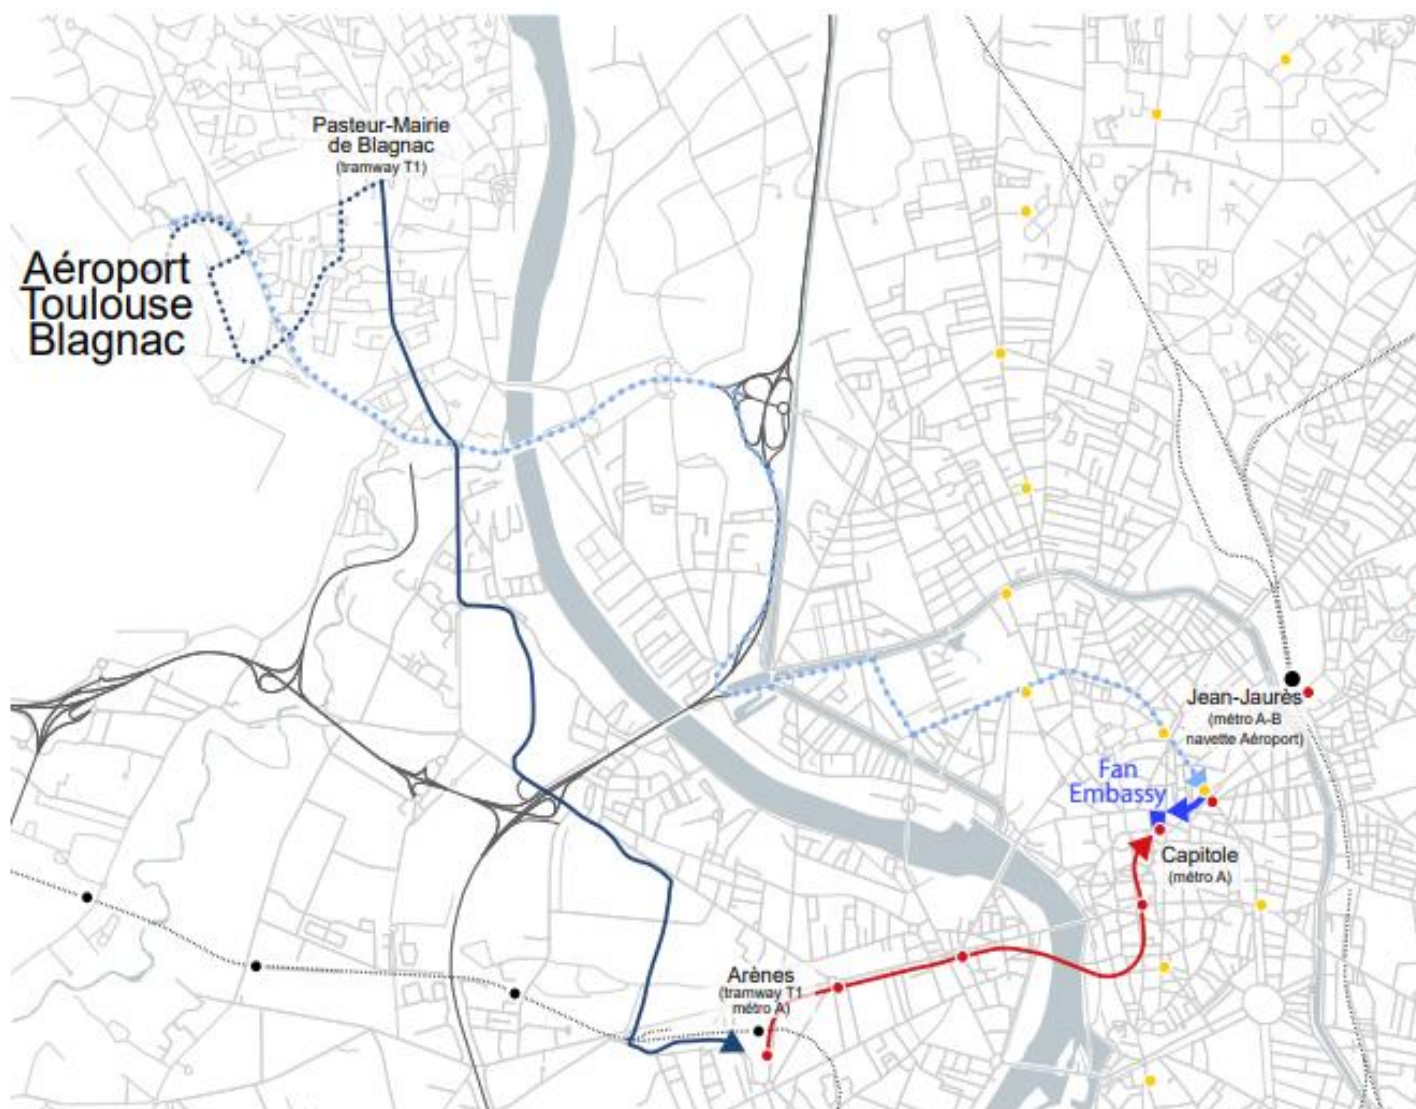 Pasteur-Mairie
de Blagnac
(tramway T1)
Aéroport
Toulouse
Blagnac
Jean-Jaurès
(métro A-B
navette Aéroport)
Fan
Embassy
Capitole
(métro A)
Arènes
(tramway T1
métro A)